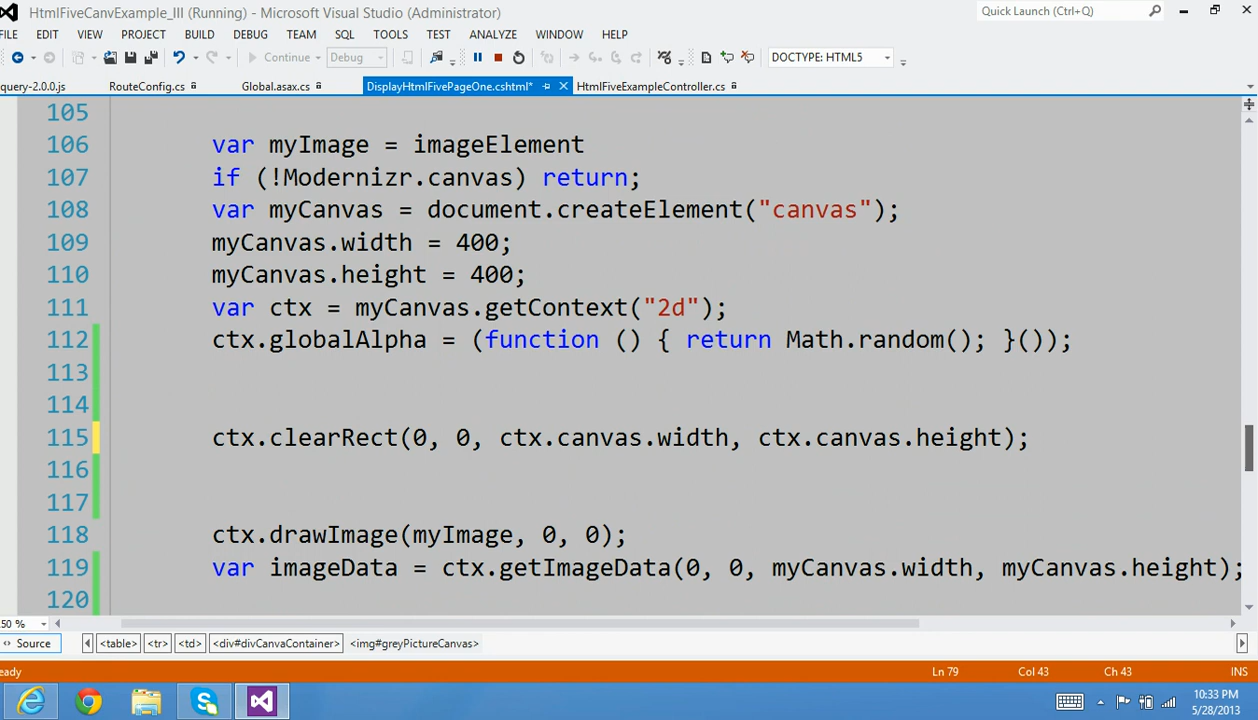 HtmlFiveCanvExample_III (Running) - Microsoft Visual Studio (Administrator)
Quick Launch (Ctrl+Q)
FILE EDIT VIEW PROJECT BUILD DEBUG TEAM SQL TOOLS TEST ANALYZE WINDOW HELP
Continue Debug DOCTYPE: HTML5
query-2.0.0.js RouteConfig.cs Global.asax.cs DisplayHtmlFivePageOne.cshtml* HtmlFiveExampleController.cs
105
106 var myImage = imageElement
107 if (!Modernizr.canvas) return;
108 var myCanvas = document.createElement("canvas");
109 myCanvas.width = 400;
110 myCanvas.height = 400;
111 var ctx = myCanvas.getContext("2d");
112 ctx.globalAlpha = (function () { return Math.random(); }());
113
114
115 ctx.clearRect(0, 0, ctx.canvas.width, ctx.canvas.height);
116
117
118 ctx.drawImage(myImage, 0, 0);
119 var imageData = ctx.getImageData(0, 0, myCanvas.width, myCanvas.height);
120
50 %
Source <table> <tr> <td> <div#divCanvaContainer> <img#greyPictureCanvas>
eady Ln 79 Col 43 Ch 43 INS
10:33 PM
5/28/2013